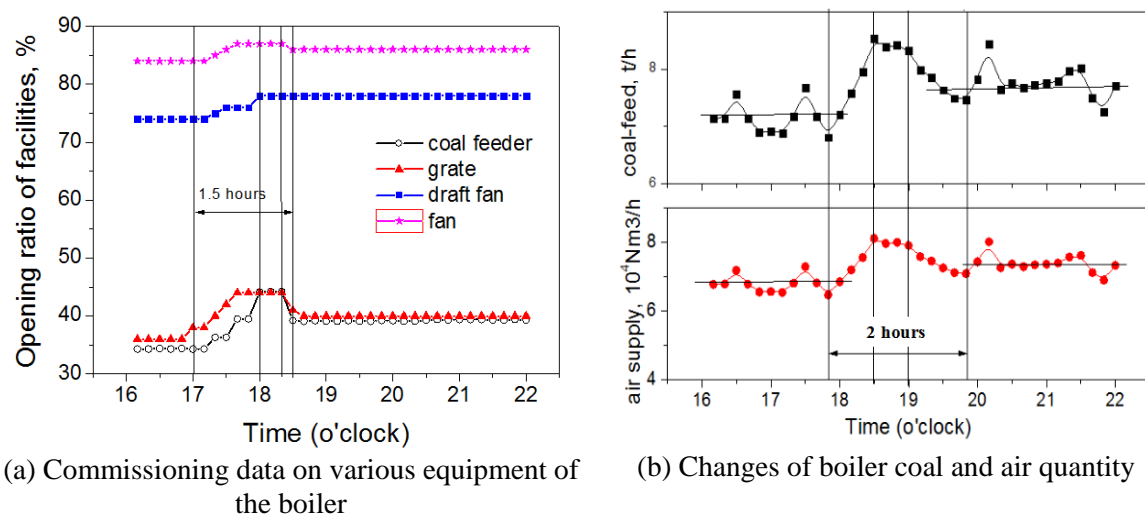 90
80
70
60
50
40
30
Opening ratio of facilities, %
1.5 hours
coal feeder
grate
draft fan
fan
16 17 18 19 20 21 22
Time (o'clock)
(a) Commissioning data on various equipment of
the boiler
8
6
coal-feed, t/h
8
6
4
air supply, 10⁴Nm3/h
2 hours
16 17 18 19 20 21 22
Time (o'clock)
(b) Changes of boiler coal and air quantity